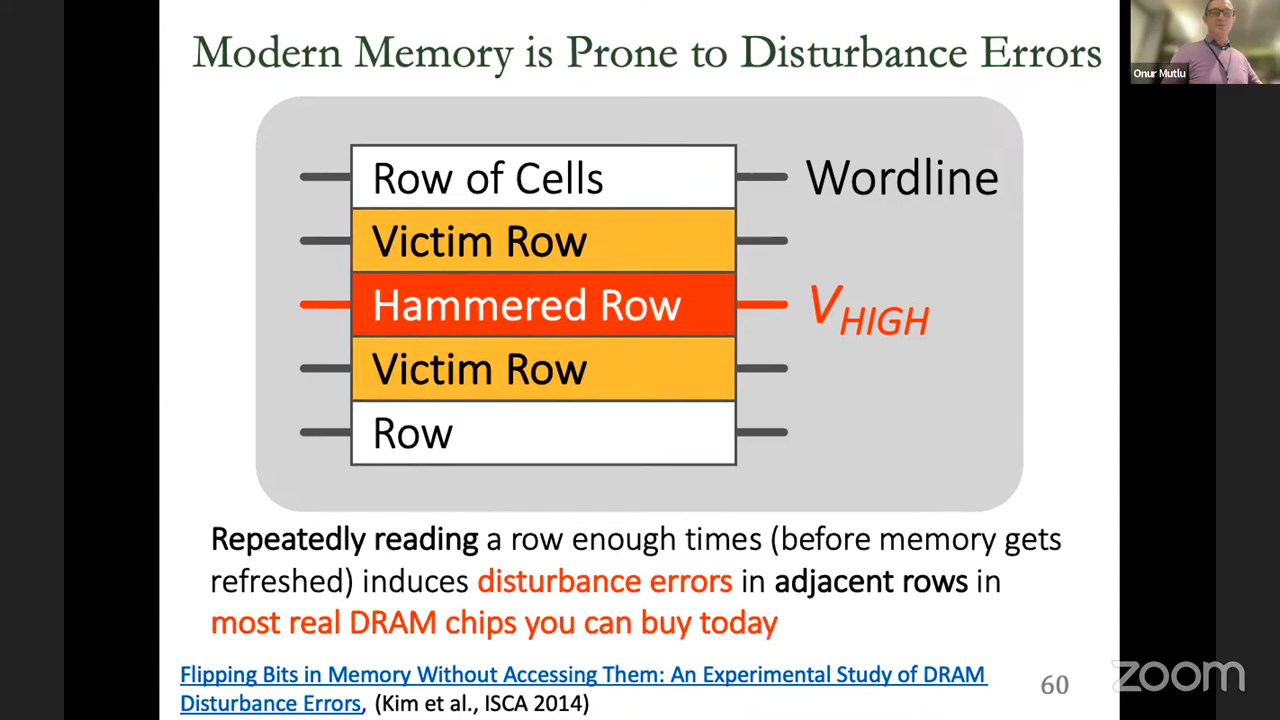 Modern Memory is Prone to Disturbance Errors
Onur Mutlu
Row of Cells
Wordline
Victim Row
Hammered Row
VHIGH
Victim Row
Row
Repeatedly reading a row enough times (before memory gets
refreshed) induces disturbance errors in adjacent rows in
most real DRAM chips you can buy today
Flipping Bits in Memory Without Accessing Them: An Experimental Study of DRAM
Disturbance Errors, (Kim et al., ISCA 2014)
60
zoom